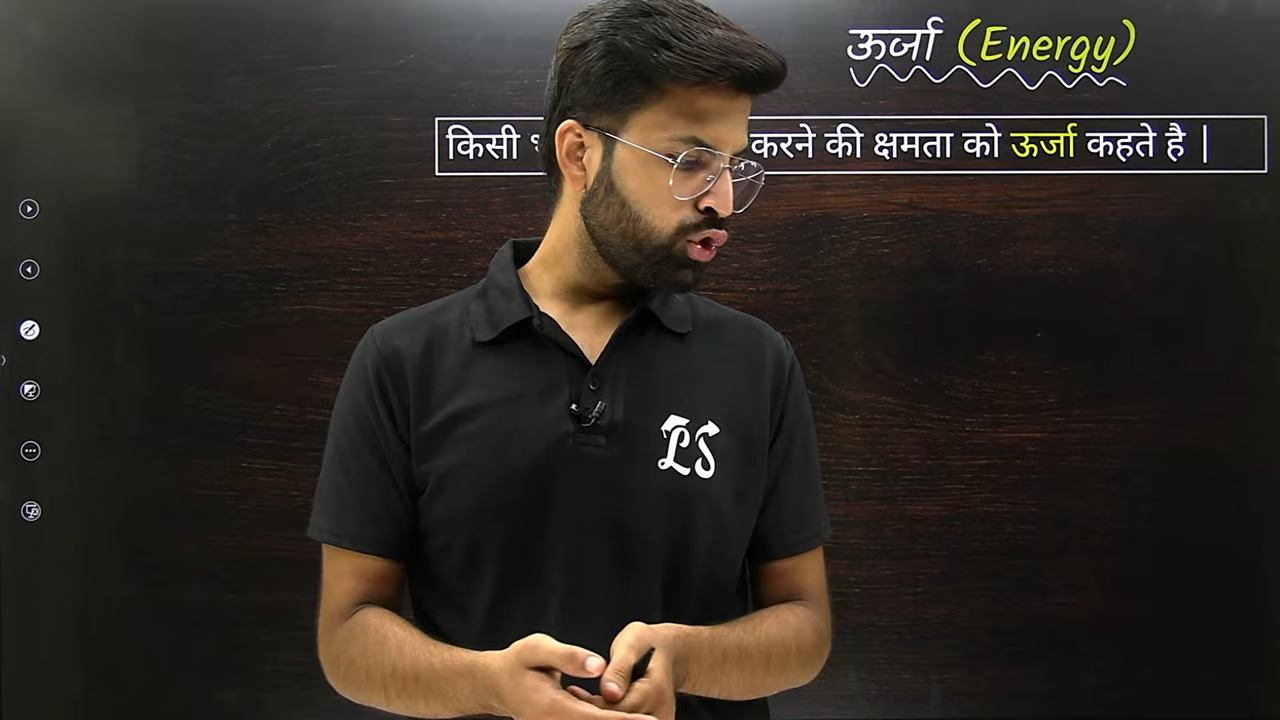 ऊर्जा (Energy)
किसी करने की क्षमता को ऊर्जा कहते है |
LS